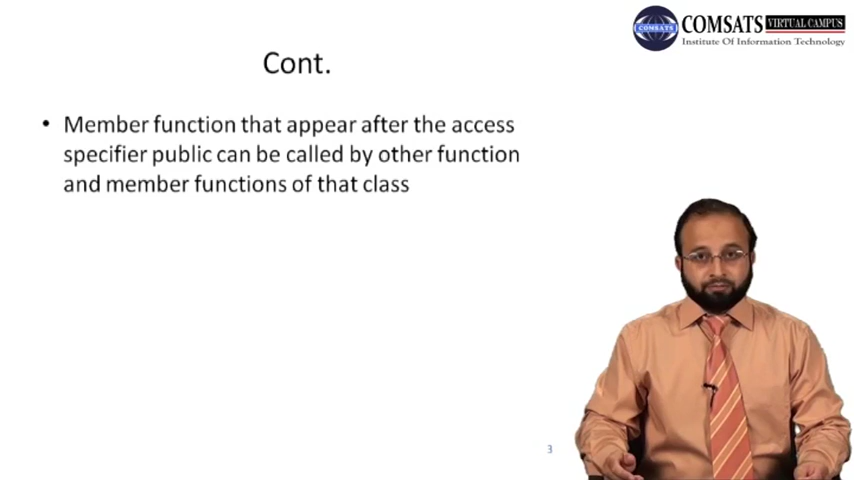 COMSATS VIRTUAL CAMPUS
COMSATS
Institute Of Information Technology
Cont.
• Member function that appear after the access
specifier public can be called by other function
and member functions of that class
3